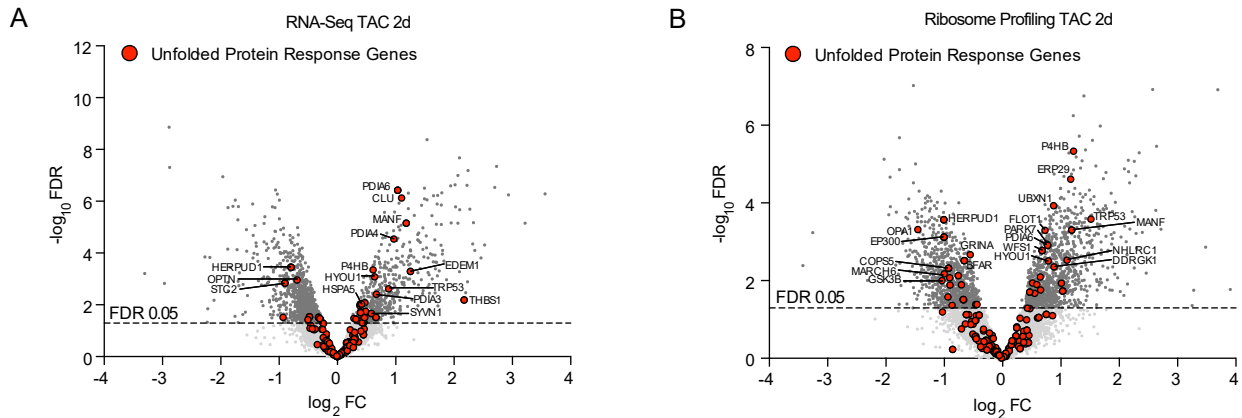 A
RNA-Seq TAC 2d
Unfolded Protein Response Genes
12
10
8
6
4
2
0
-log10 FDR
PDIA6
CLU
MANF
PDIA4
P4HB
HYOU1
HSPA5
EDEM1
TRP53
PDIA3
THBS1
SYVN1
HERPUD1
OPTN
STG2
FDR 0.05
-4 -3 -2 -1 0 1 2 3 4
log2 FC
B
Ribosome Profiling TAC 2d
Unfolded Protein Response Genes
8
6
4
2
0
-log10 FDR
P4HB
ERP29
UBXN1
FLOT1
PARK7
PDIA6
WFS1
HYOU1
TRP53
MANF
NHLRC1
DDRGK1
HERPUD1
OPA1
EP300
GRINA
COPS5
BFAR
MARCH6
GSK3B
FDR 0.05
-4 -3 -2 -1 0 1 2 3 4
log2 FC